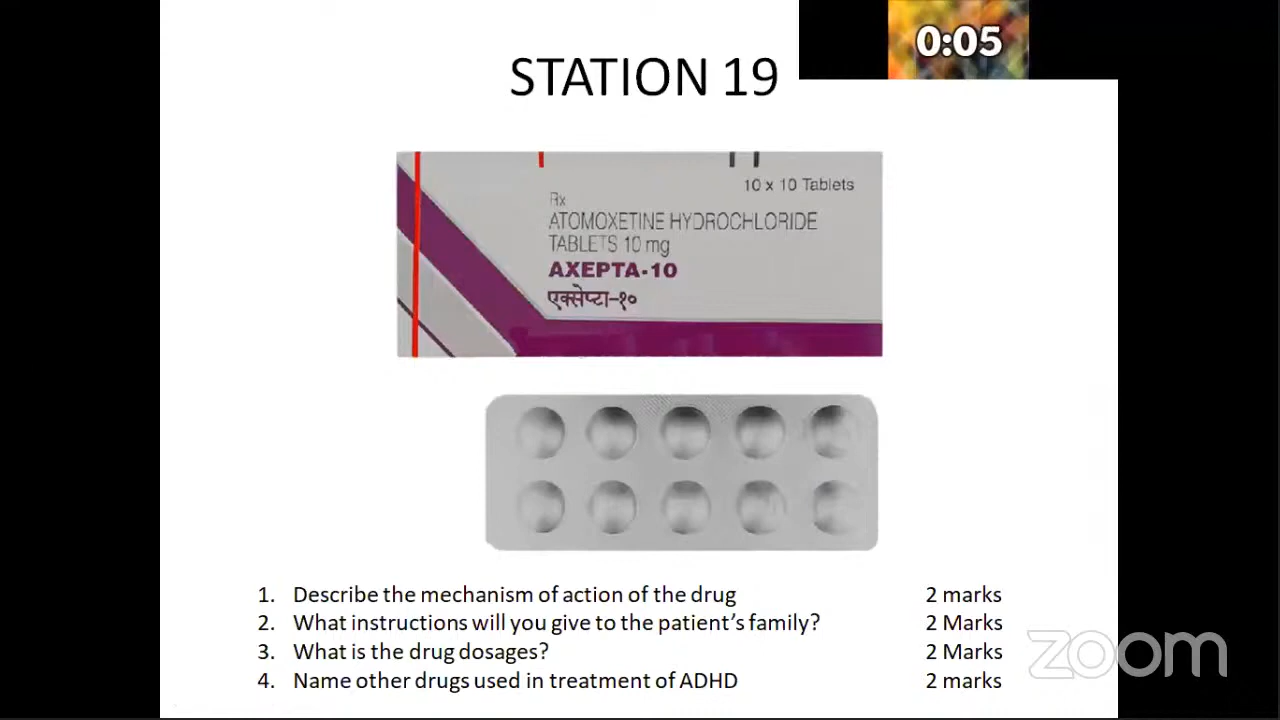 0:05
STATION 19
10 x 10 Tablets
Rx
ATOMOXETINE HYDROCHLORIDE
TABLETS 10 mg
AXEPTA-10
एक्सेप्टा-१०
1. Describe the mechanism of action of the drug 2 marks
2. What instructions will you give to the patient's family? 2 Marks
3. What is the drug dosages? 2 Marks
4. Name other drugs used in treatment of ADHD 2 marks
zoom